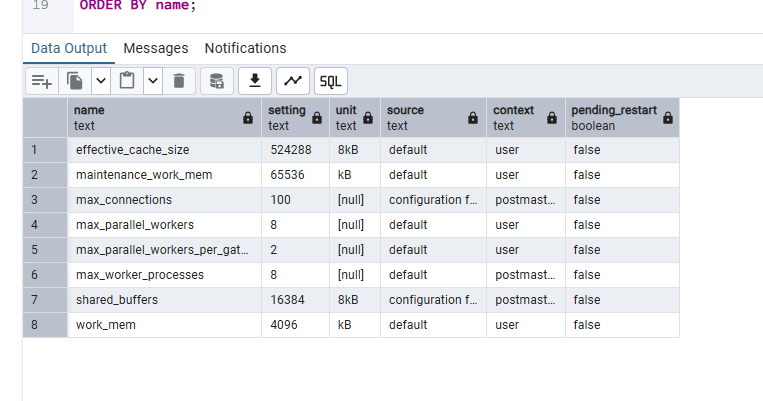 19 ORDER BY name;
Data Output Messages Notifications
SQL
name setting unit source context pending_restart
text text text text text boolean
1 effective_cache_size 524288 8kB default user false
2 maintenance_work_mem 65536 kB default user false
3 max_connections 100 [null] configuration f... postmast... false
4 max_parallel_workers 8 [null] default user false
5 max_parallel_workers_per_gat... 2 [null] default user false
6 max_worker_processes 8 [null] default postmast... false
7 shared_buffers 16384 8kB configuration f... postmast... false
8 work_mem 4096 kB default user false